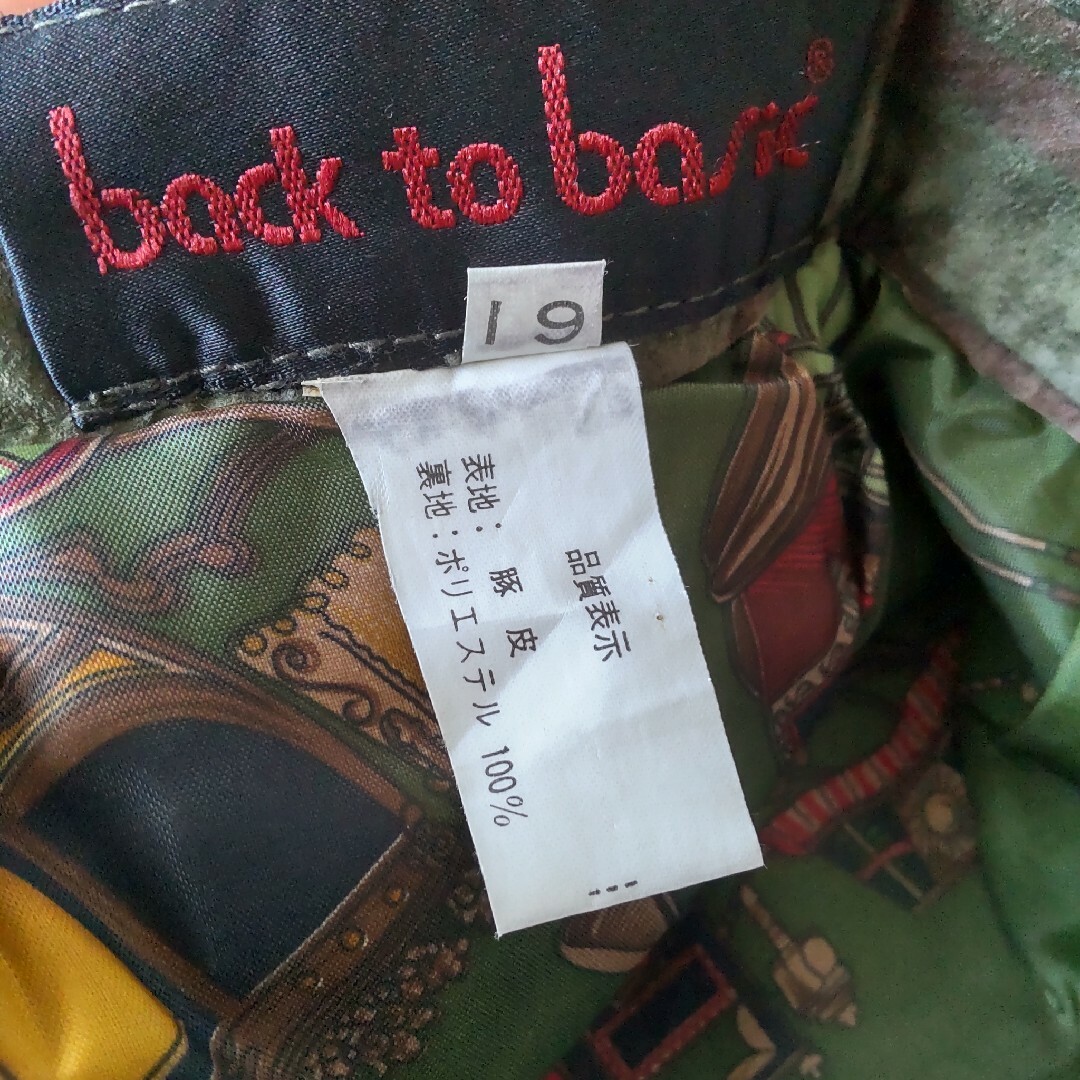 back to basic®
19
品質表示
表地: 豚皮
裏地: ポリエステル 100%